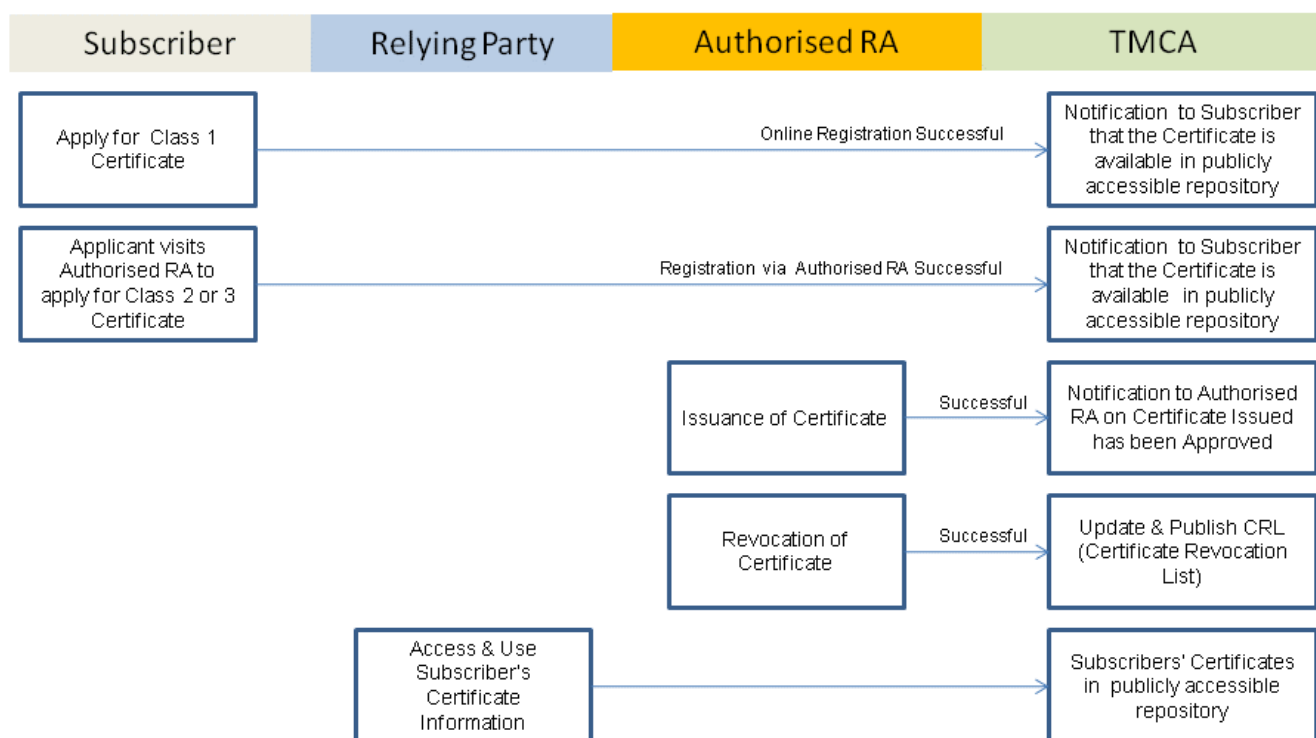 Subscriber
Relying Party
Authorised RA
TMCA
Apply for Class 1
Certificate
Online Registration Successful
Notification to Subscriber
that the Certificate is
available in publicly
accessible repository
Applicant visits
Authorised RA to
apply for Class 2 or 3
Certificate
Registration via Authorised RA Successful
Notification to Subscriber
that the Certificate is
available in publicly
accessible repository
Issuance of Certificate
Successful
Notification to Authorised
RA on Certificate Issued
has been Approved
Revocation of
Certificate
Successful
Update & Publish CRL
(Certificate Revocation
List)
Access & Use
Subscriber's
Certificate
Information
Subscribers' Certificates
in publicly accessible
repository